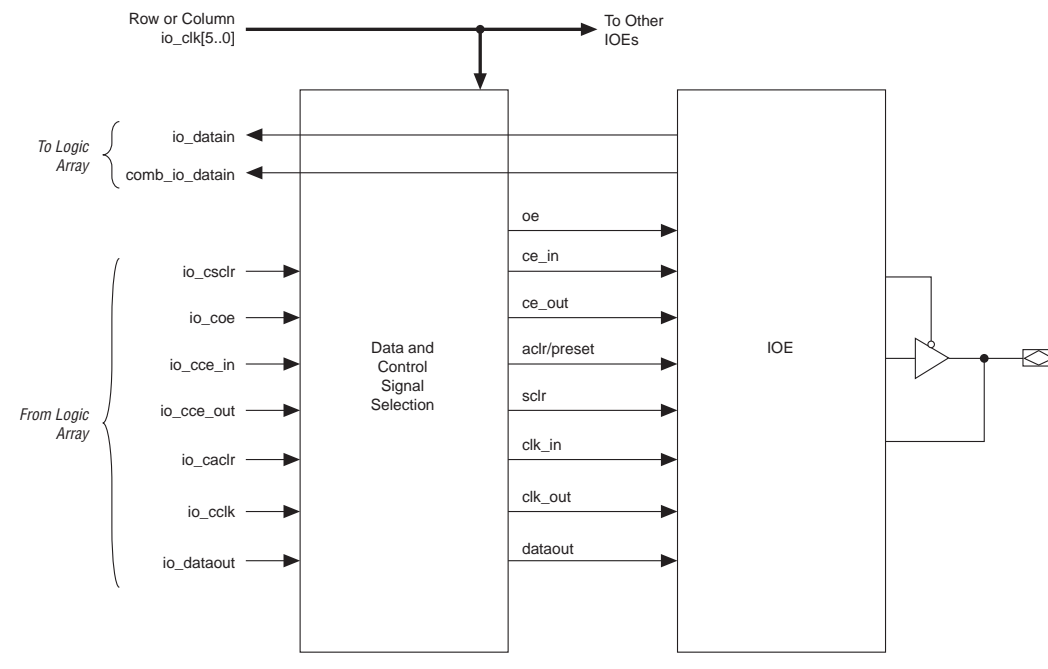 Row or Column
io_clk[5..0]
To Other
IOEs
To Logic
Array
io_datain
comb_io_datain
From Logic
Array
io_csclr
io_coe
io_cce_in
io_cce_out
io_caclr
io_cclk
io_dataout
Data and
Control
Signal
Selection
oe
ce_in
ce_out
aclr/preset
sclr
clk_in
clk_out
dataout
IOE